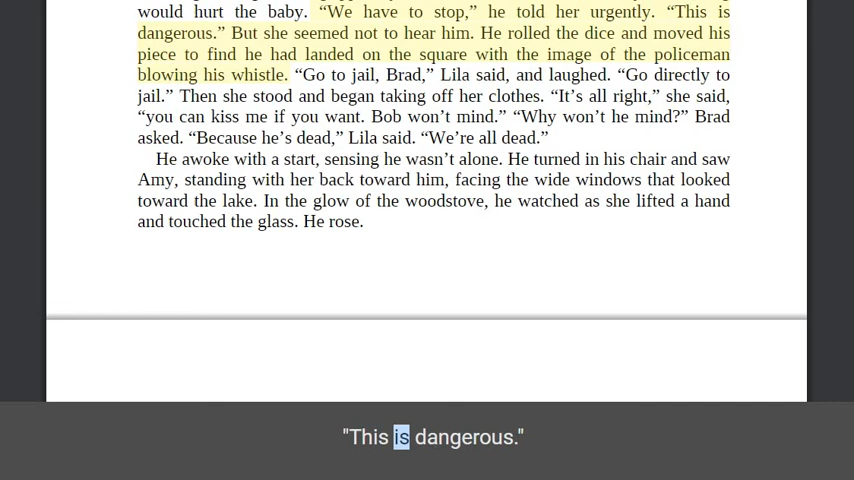 would hurt the baby. “We have to stop,” he told her urgently. “This is
dangerous.” But she seemed not to hear him. He rolled the dice and moved his
piece to find he had landed on the square with the image of the policeman
blowing his whistle. “Go to jail, Brad,” Lila said, and laughed. “Go directly to
jail.” Then she stood and began taking off her clothes. “It’s all right,” she said,
“you can kiss me if you want. Bob won’t mind.” “Why won’t he mind?” Brad
asked. “Because he’s dead,” Lila said. “We’re all dead.”
He awoke with a start, sensing he wasn’t alone. He turned in his chair and saw
Amy, standing with her back toward him, facing the wide windows that looked
toward the lake. In the glow of the woodstove, he watched as she lifted a hand
and touched the glass. He rose.
"This is dangerous."